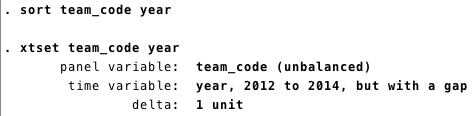 . sort team_code year
. xtset team_code year
panel variable: team_code (unbalanced)
time variable: year, 2012 to 2014, but with a gap
delta: 1 unit